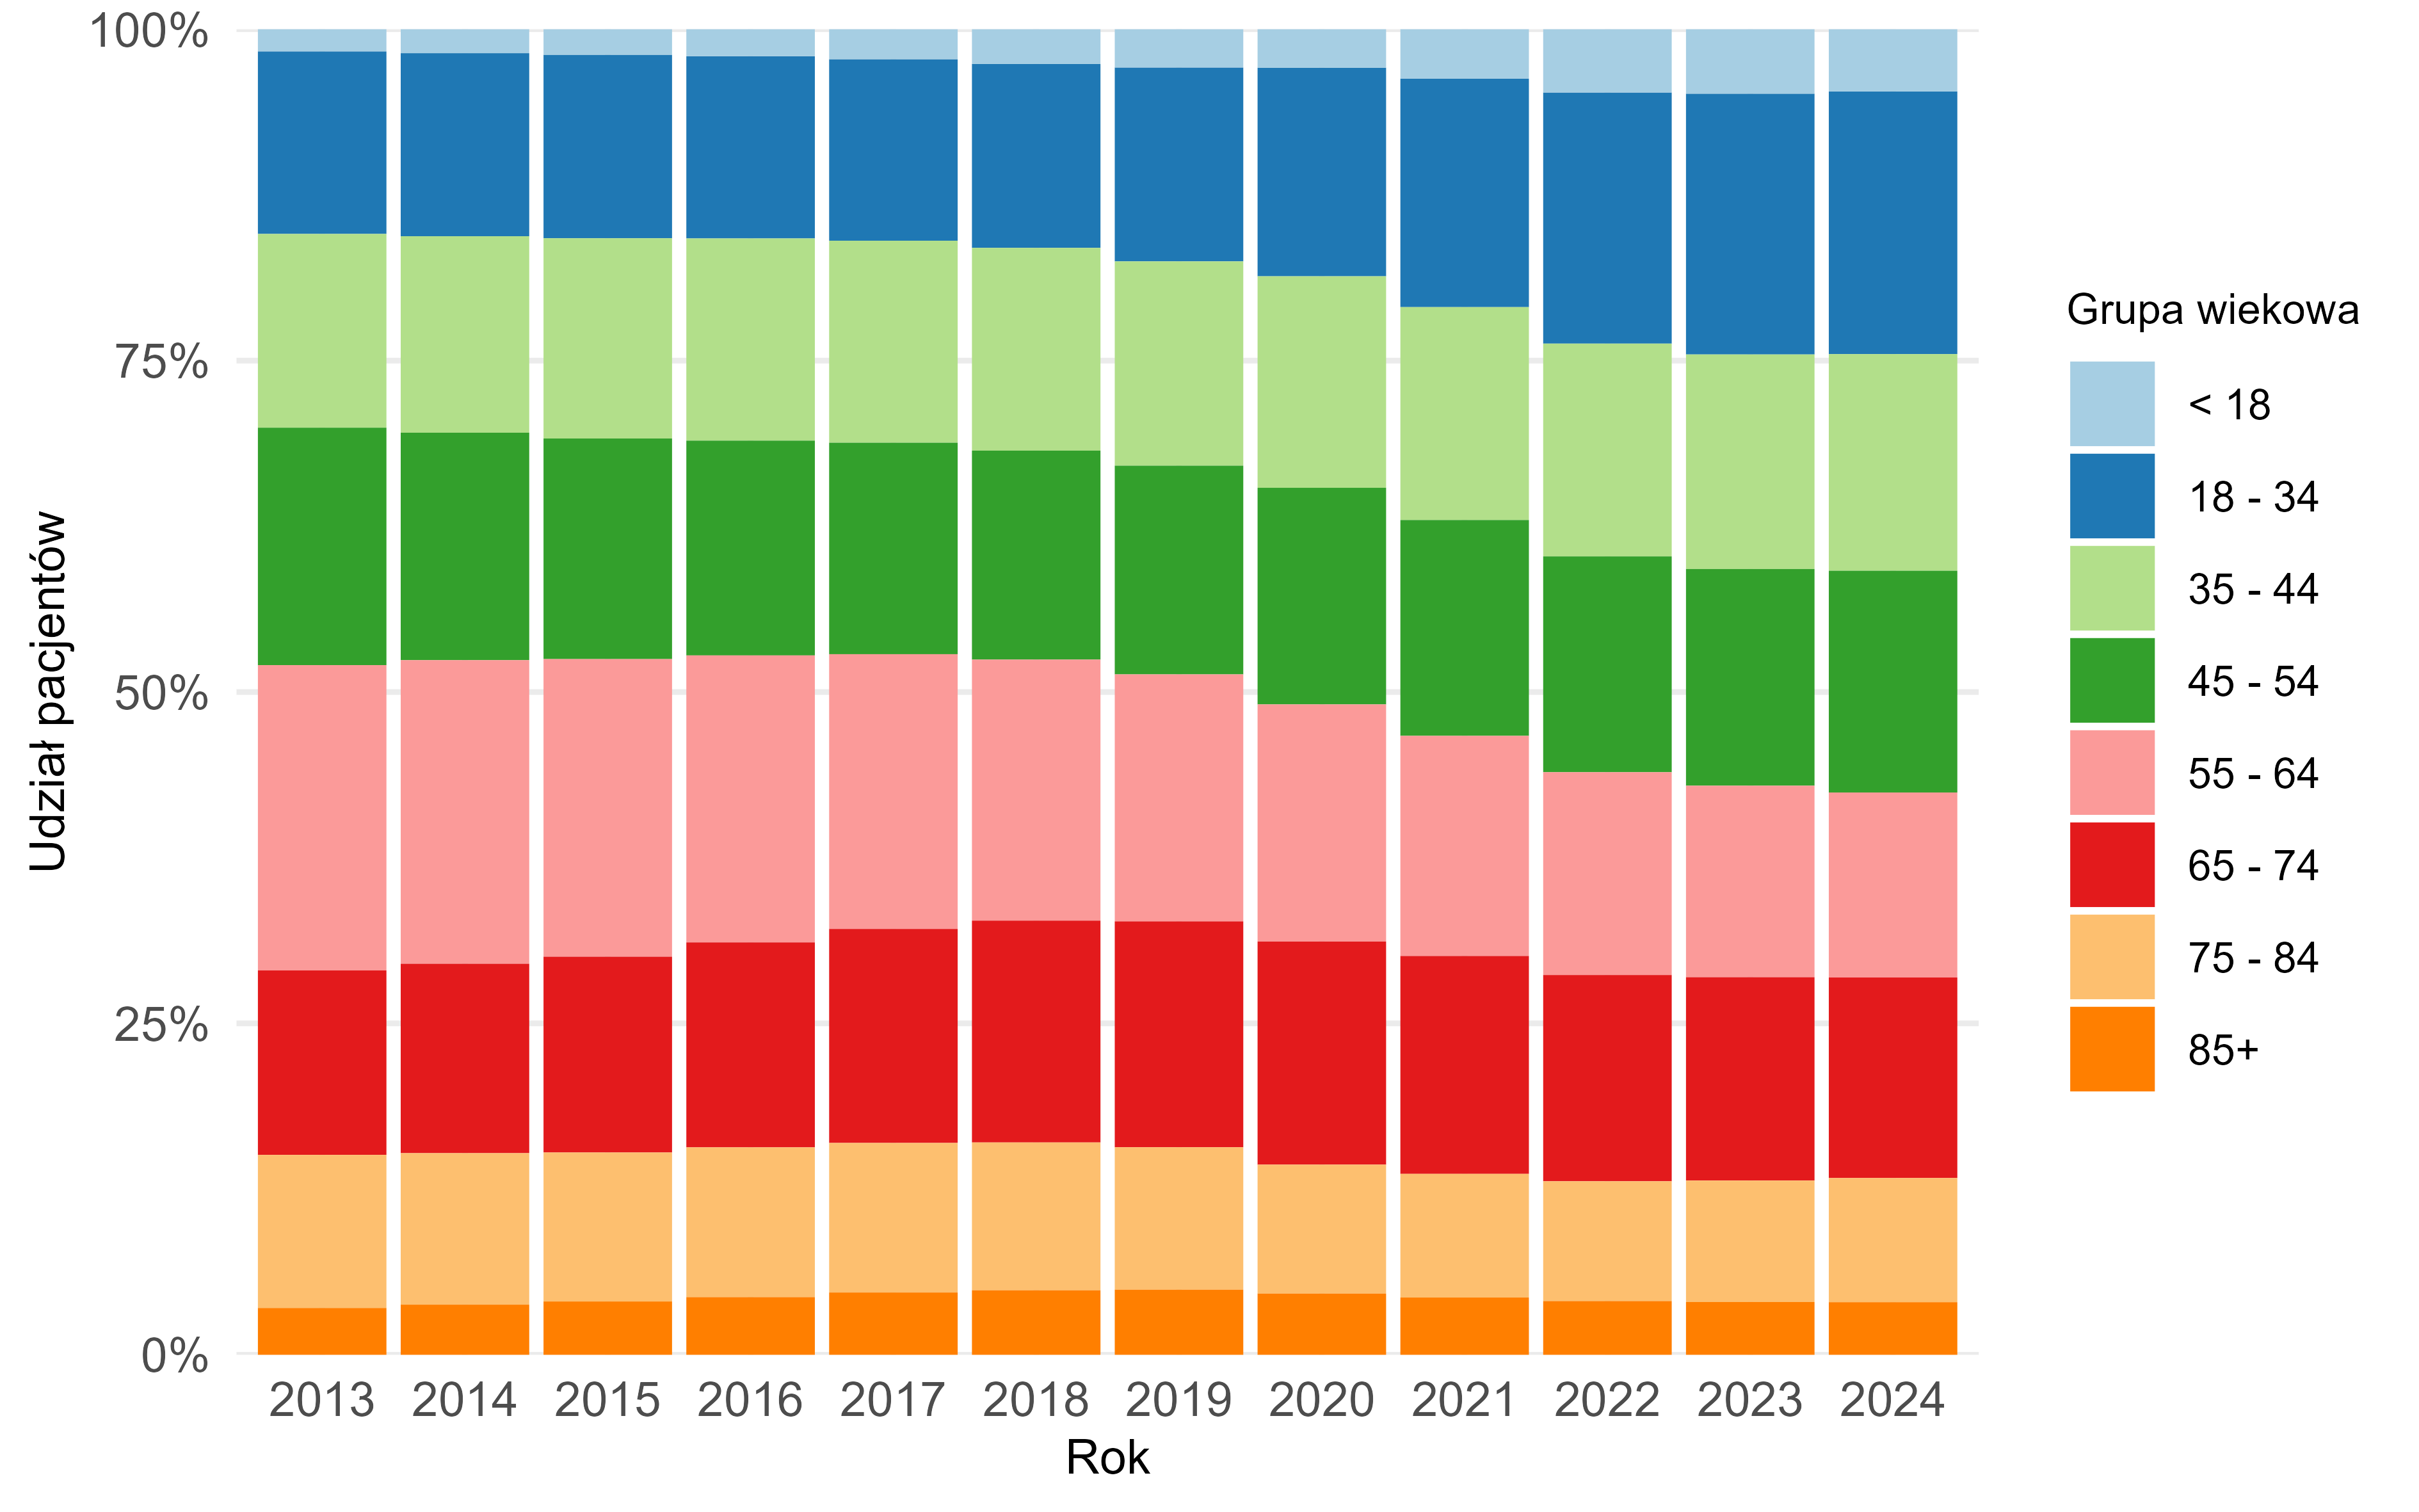 100%
75%
50%
25%
0%
Udział pacjentów
2013 2014 2015 2016 2017 2018 2019 2020 2021 2022 2023 2024
Rok
Grupa wiekowa
< 18
18 - 34
35 - 44
45 - 54
55 - 64
65 - 74
75 - 84
85+